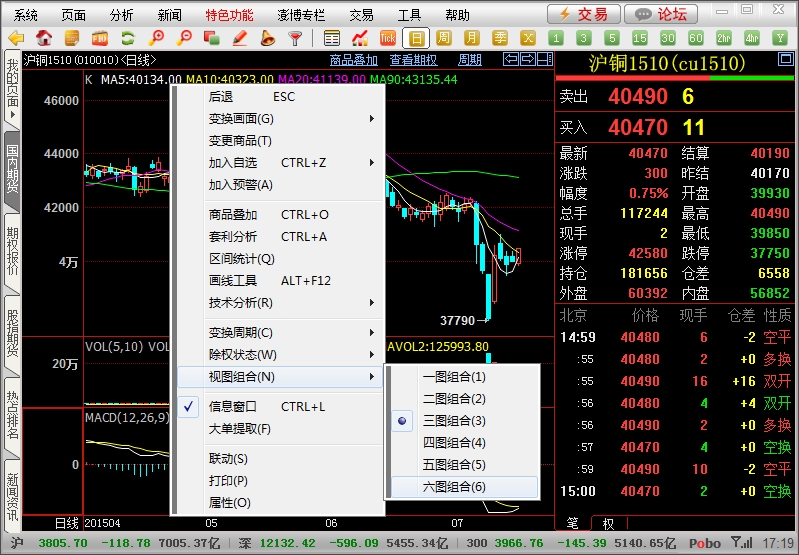 系统 页面 分析 新闻 特色功能 澎博专栏 交易 工具 帮助 交易 论坛
Tick 日 周 月 季 X 1 3 5 15 30 60 2hr 4hr Y
沪铜1510 (010010) <日线> 商品叠加 查看期权 周期
沪铜1510(cu1510)
K MA5:40134.00 MA10:40323.00 MA20:41139.00 MA90:43135.44
我的页面
国内期货
期权报价
股指期货
热点排名
新闻资讯
46000
44000
42000
4万
37790
VOL(5,10) VOL
AVOL2:125993.80
20万
MACD(12,26,9)
0
日线 201504 05 06 07
后退 ESC
变换画面(G)
变更商品(T)
加入自选 CTRL+Z
加入预警(A)
商品叠加 CTRL+O
套利分析 CTRL+A
区间统计(Q)
画线工具 ALT+F12
技术分析(R)
变换周期(C)
除权状态(W)
视图组合(N)
信息窗口 CTRL+L
大单提取(F)
联动(S)
打印(P)
属性(O)
一图组合(1)
二图组合(2)
三图组合(3)
四图组合(4)
五图组合(5)
六图组合(6)
卖出 40490 6
买入 40470 11
最新 40470 结算 40190
涨跌 300 昨结 40170
幅度 0.75% 开盘 39930
总手 117244 最高 40490
现手 2 最低 39850
涨停 42580 跌停 37750
持仓 181656 仓差 6558
外盘 60392 内盘 56852
北京 价格 现手 仓差 性质
14:59 40480 6 -2 空平
:55 40480 2 +0 多换
:55 40490 16 +16 双开
:56 40480 4 +4 双开
:56 40490 2 +0 多换
:57 40470 4 +0 空换
:59 40490 10 -2 空平
15:00 40470 2 +0 空换
笔 权
沪 3805.70 -118.78 7005.37亿 深 12132.42 -596.09 5455.34亿 300 3966.76 -145.39 5140.65亿 Pobo 17:19